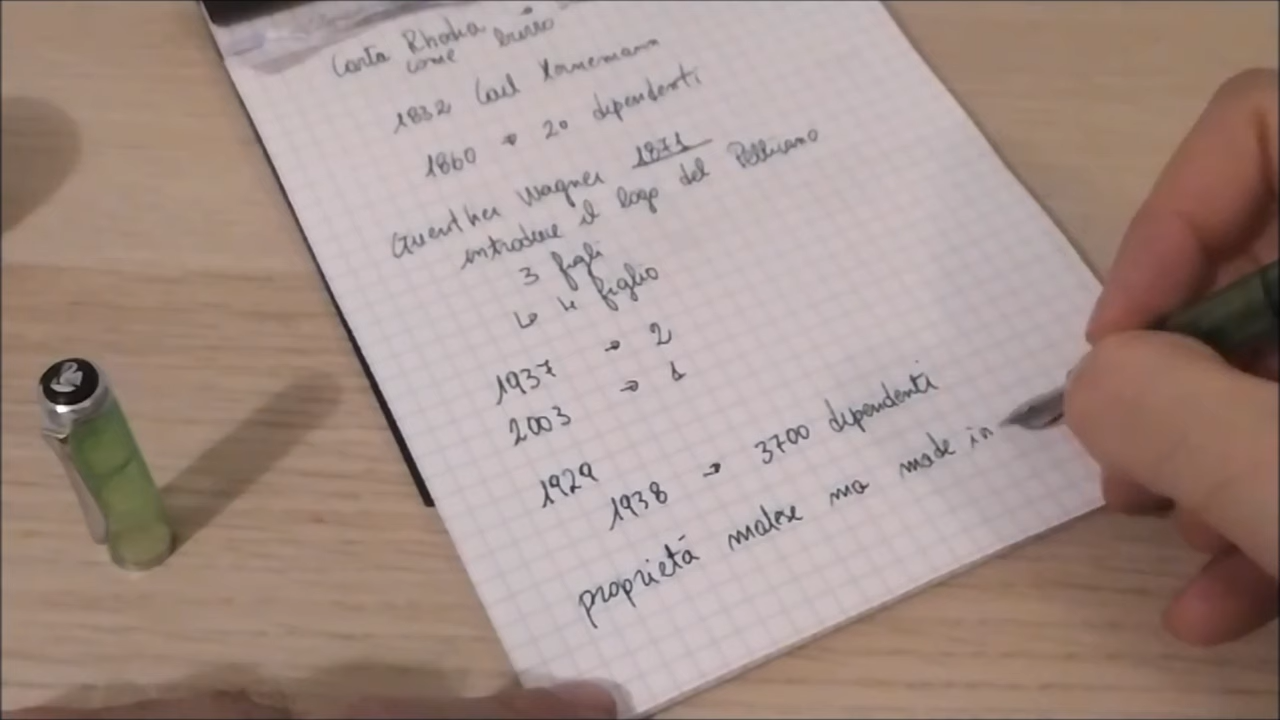 Carta Rhodia →
come burro
1832 Carl Hornemann
1860 → 20 dipendenti
Guenther Wagner 1871
introduce il logo del Pellicano
3 figli
↳ 4 figlio
1937 → 2
2003 → 1
1929
1938 → 3700 dipendenti
proprietà malese ma made in